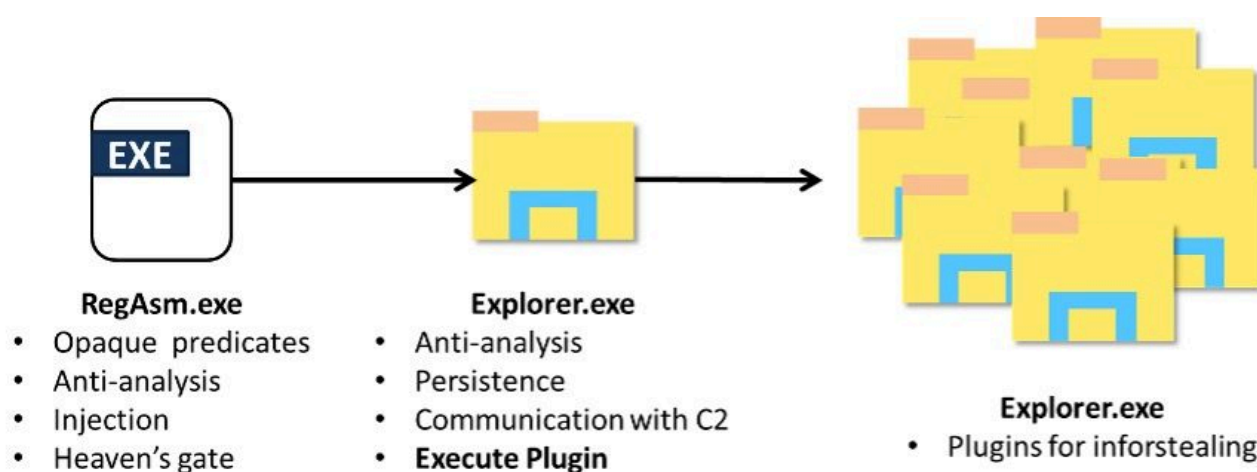 EXE
RegAsm.exe
• Opaque predicates
• Anti-analysis
• Injection
• Heaven's gate
Explorer.exe
• Anti-analysis
• Persistence
• Communication with C2
• Execute Plugin
Explorer.exe
• Plugins for inforstealing